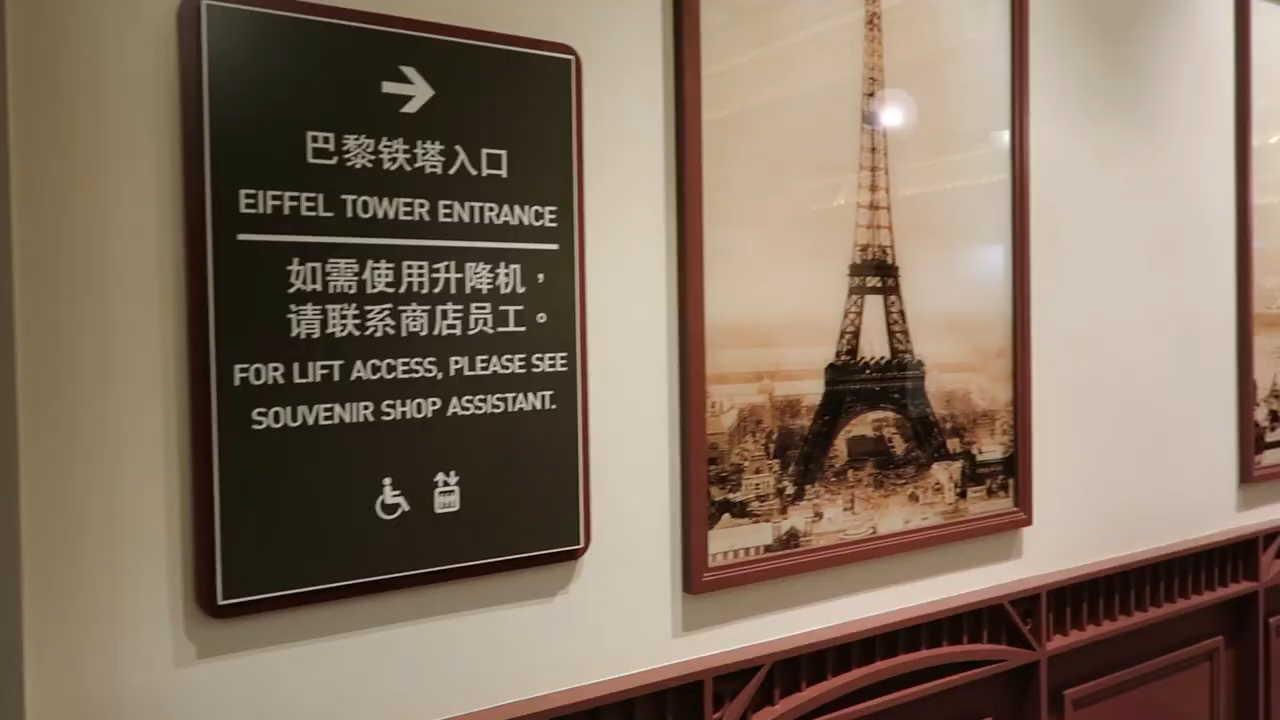 巴黎铁塔入口
EIFFEL TOWER ENTRANCE
如需使用升降机，
请联系商店员工。
FOR LIFT ACCESS, PLEASE SEE
SOUVENIR SHOP ASSISTANT.